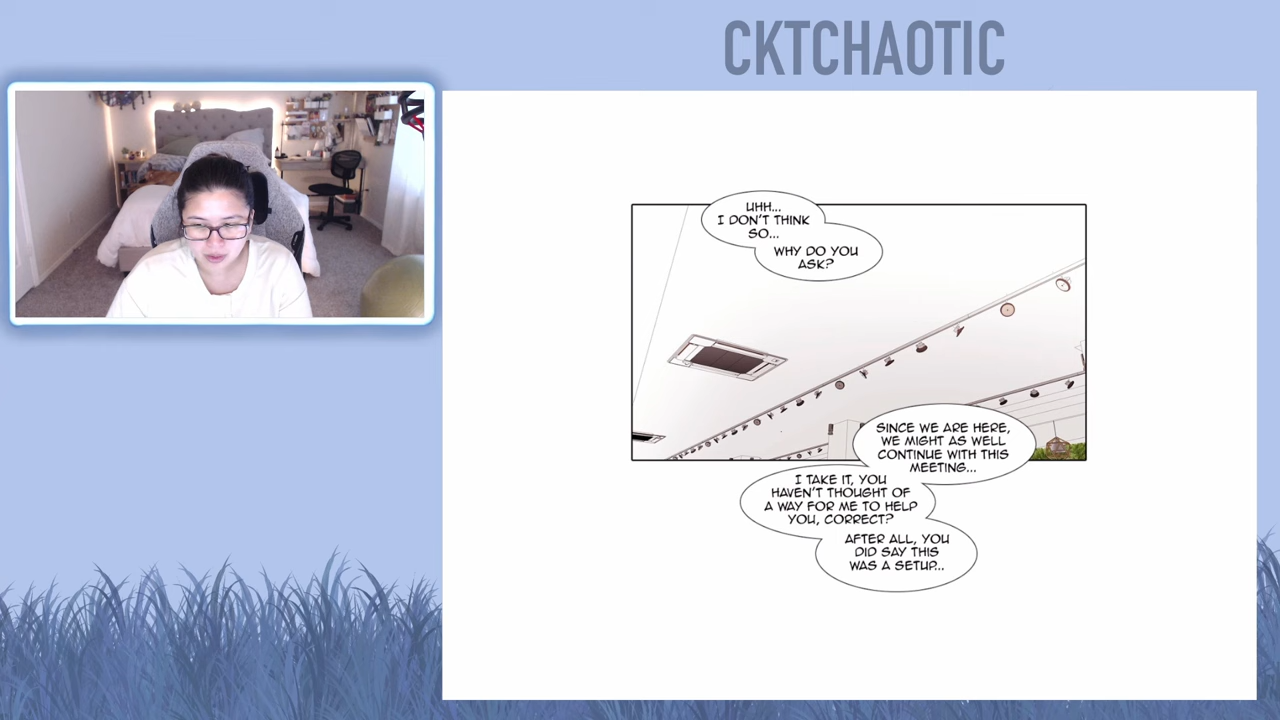 CKTCHAOTIC
UHH...
I DON'T THINK
SO...
WHY DO YOU
ASK?
SINCE WE ARE HERE,
WE MIGHT AS WELL
CONTINUE WITH THIS
MEETING...
I TAKE IT, YOU
HAVEN'T THOUGHT OF
A WAY FOR ME TO HELP
YOU, CORRECT?
AFTER ALL, YOU
DID SAY THIS
WAS A SETUP...